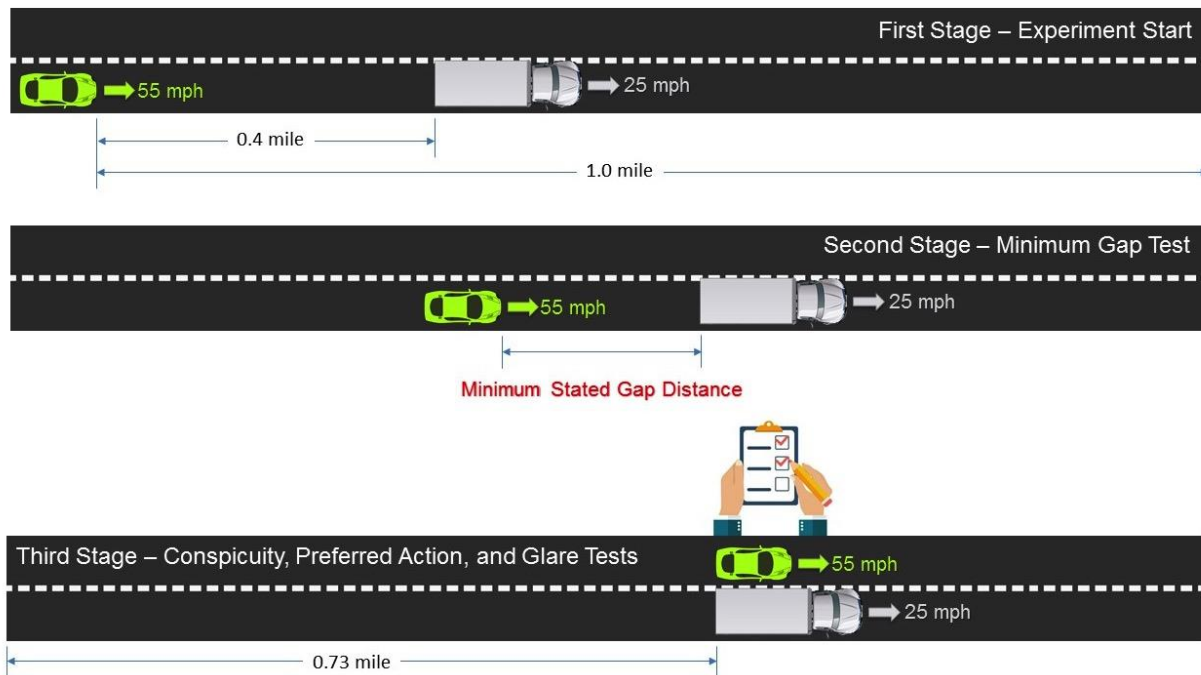 First Stage – Experiment Start
55 mph
25 mph
0.4 mile
1.0 mile
Second Stage – Minimum Gap Test
55 mph
25 mph
Minimum Stated Gap Distance
Third Stage – Conspicuity, Preferred Action, and Glare Tests
55 mph
25 mph
0.73 mile